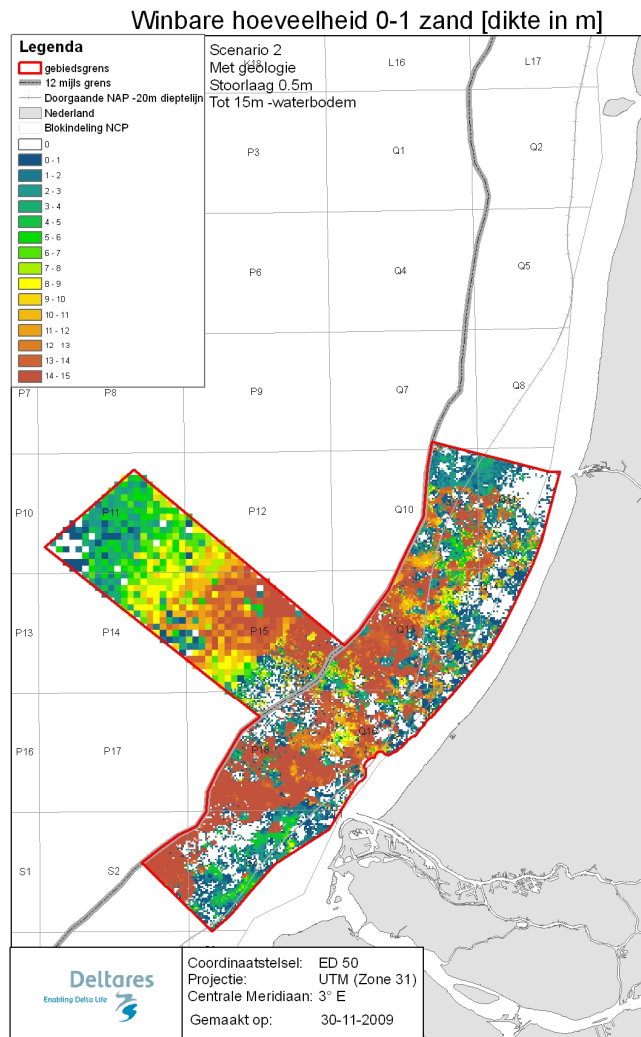 Winbare hoeveelheid 0-1 zand [dikte in m]
Legenda
gebiedsgrens
12 mijls grens
Doorgaande NAP -20m dieptelijn
Nederland
Blokindeling NCP
0
0 - 1
1 - 2
2 - 3
3 - 4
4 - 5
5 - 6
6 - 7
7 - 8
8 - 9
9 - 10
10 - 11
11 - 12
12 - 13
13 - 14
14 - 15
Scenario 2
Met geologie
Stoorlaag 0.5m
Tot 15m -waterbodem
K18
L16
L17
P3
Q1
Q2
P6
Q4
Q5
P7
P8
P9
Q7
Q8
P10
P11
P12
Q10
P13
P14
P15
Q13
P16
P17
P18
Q16
S1
S2
Deltares
Enabling Delta Life
Coordinaatstelsel: ED 50
Projectie: UTM (Zone 31)
Centrale Meridiaan: 3° E
Gemaakt op: 30-11-2009